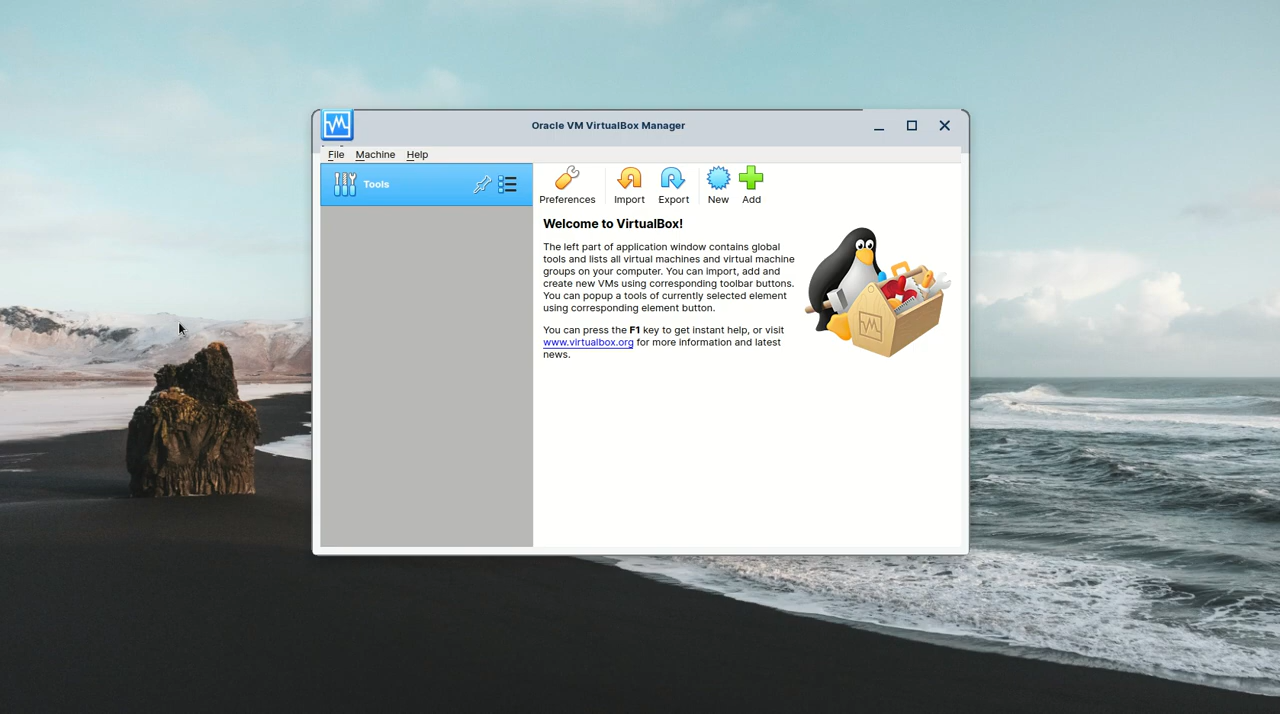 Oracle VM VirtualBox Manager
File Machine Help
Tools
Preferences Import Export New Add
Welcome to VirtualBox!
The left part of application window contains global
tools and lists all virtual machines and virtual machine
groups on your computer. You can import, add and
create new VMs using corresponding toolbar buttons.
You can popup a tools of currently selected element
using corresponding element button.
You can press the F1 key to get instant help, or visit
www.virtualbox.org for more information and latest
news.